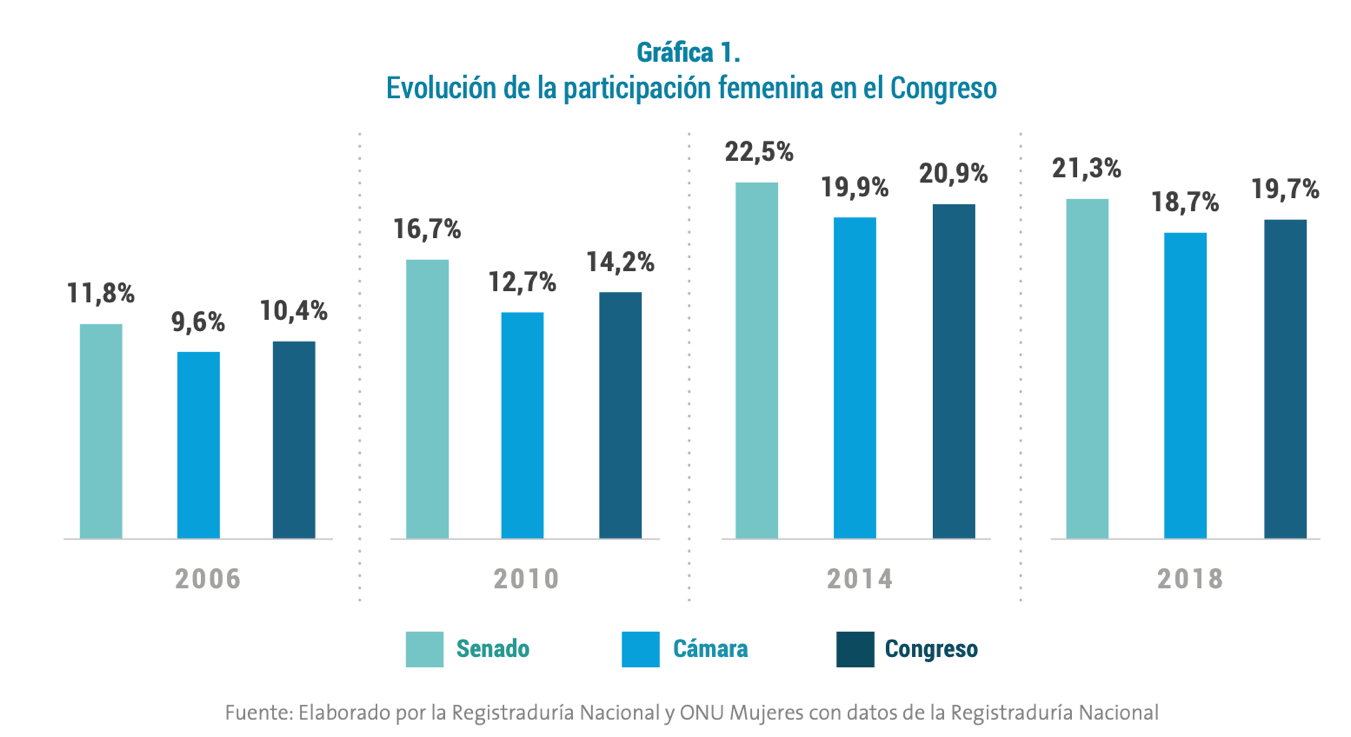 Gráfica 1.
Evolución de la participación femenina en el Congreso
11,8%
9,6%
10,4%
2006
16,7%
12,7%
14,2%
2010
22,5%
19,9%
20,9%
2014
21,3%
18,7%
19,7%
2018
Senado
Cámara
Congreso
Fuente: Elaborado por la Registraduría Nacional y ONU Mujeres con datos de la Registraduría Nacional